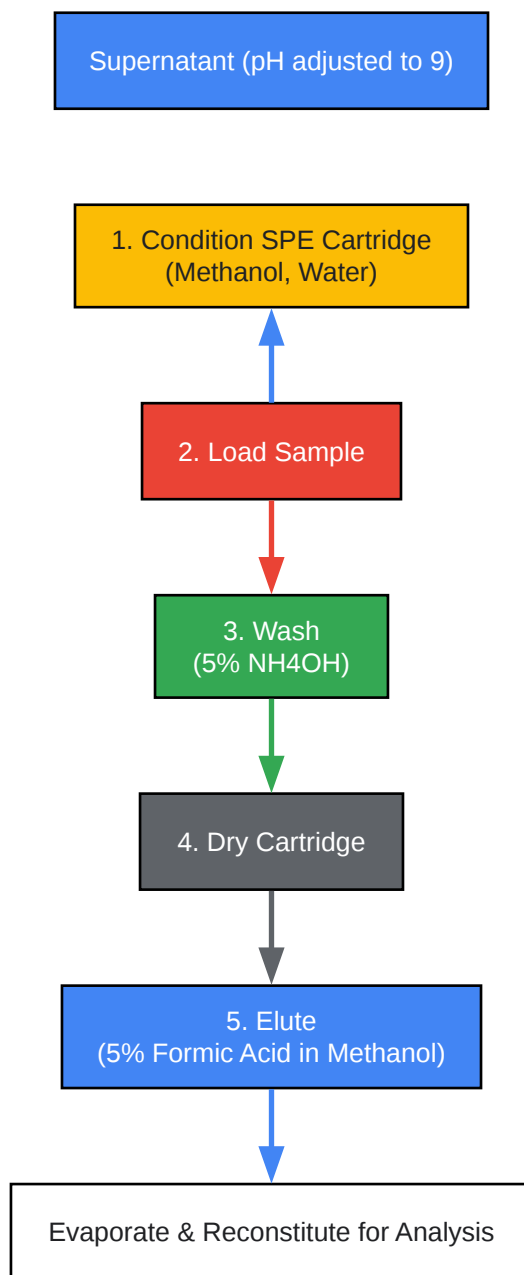 Supernatant (pH adjusted to 9)
1. Condition SPE Cartridge
(Methanol, Water)
2. Load Sample
3. Wash
(5% NH4OH)
4. Dry Cartridge
5. Elute
(5% Formic Acid in Methanol)
Evaporate & Reconstitute for Analysis